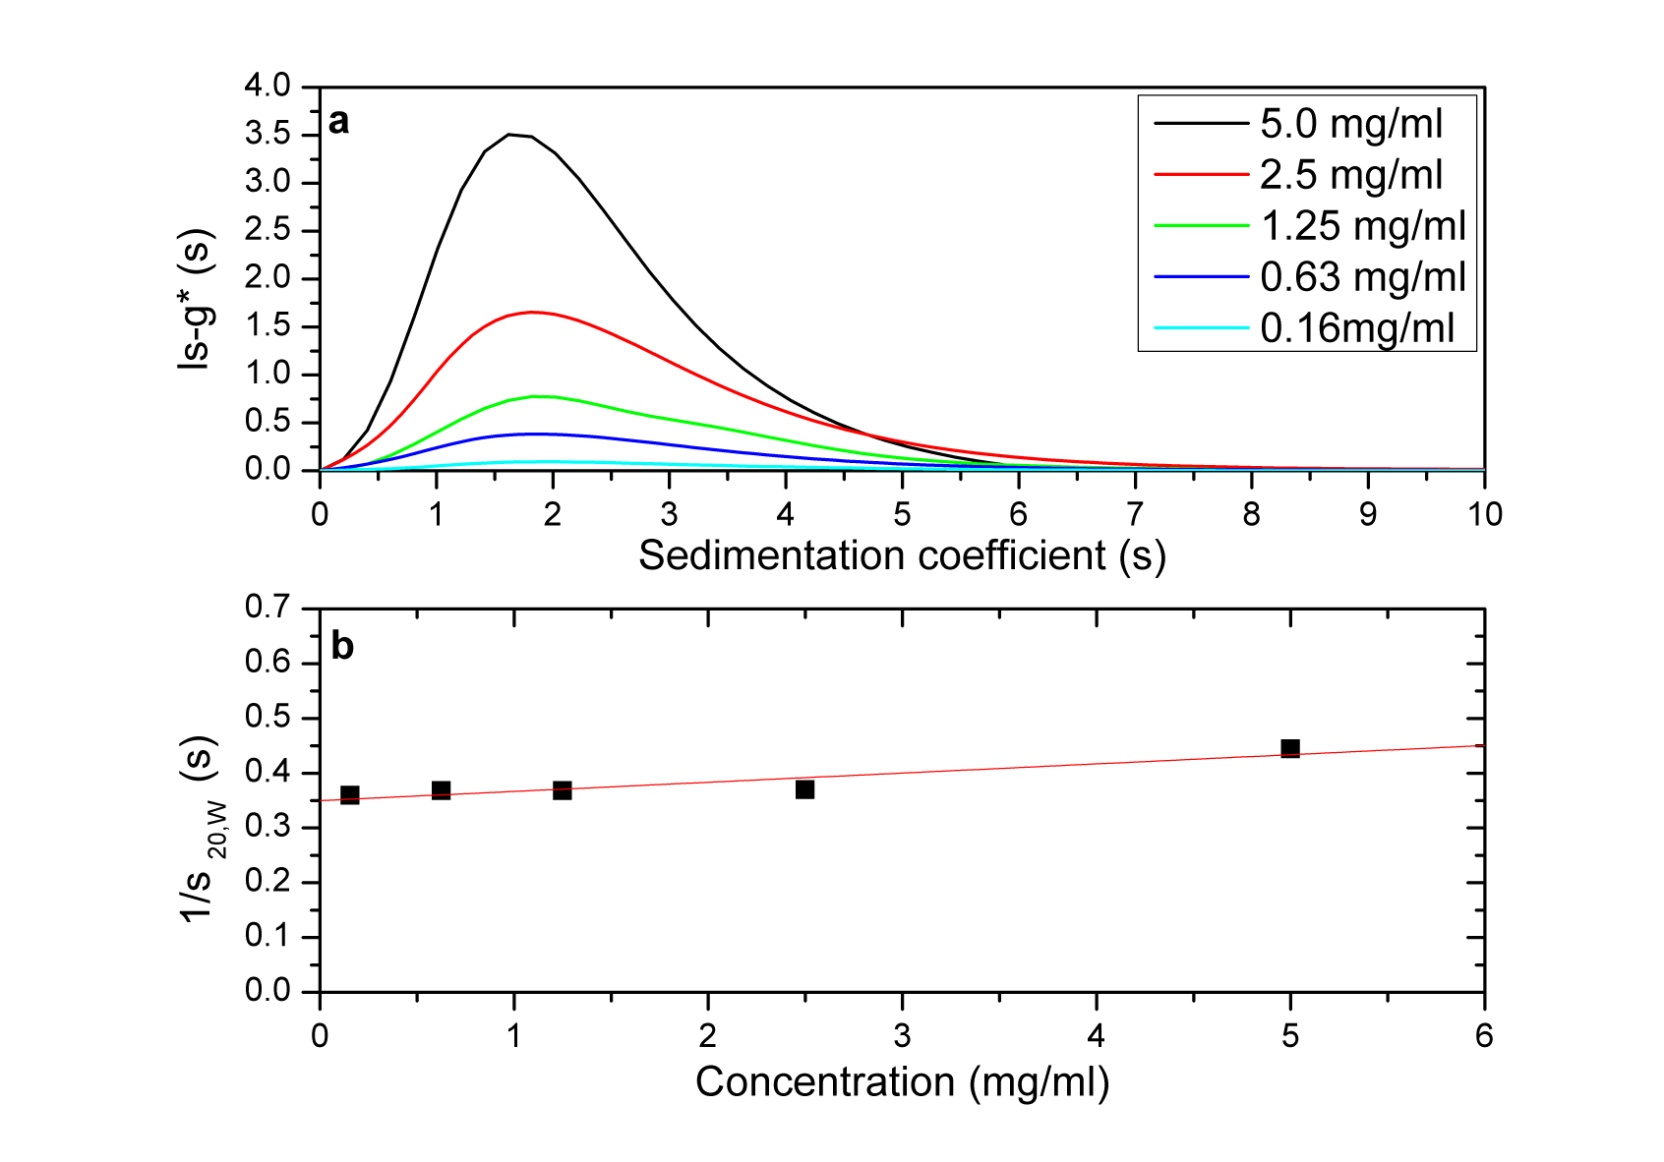 a
4.0
3.5
3.0
2.5
2.0
1.5
1.0
0.5
0.0
ls-g* (s)
5.0 mg/ml
2.5 mg/ml
1.25 mg/ml
0.63 mg/ml
0.16mg/ml
0 1 2 3 4 5 6 7 8 9 10
Sedimentation coefficient (s)
b
0.7
0.6
0.5
0.4
0.3
0.2
0.1
0.0
1/s 20,W (s)
0 1 2 3 4 5 6
Concentration (mg/ml)